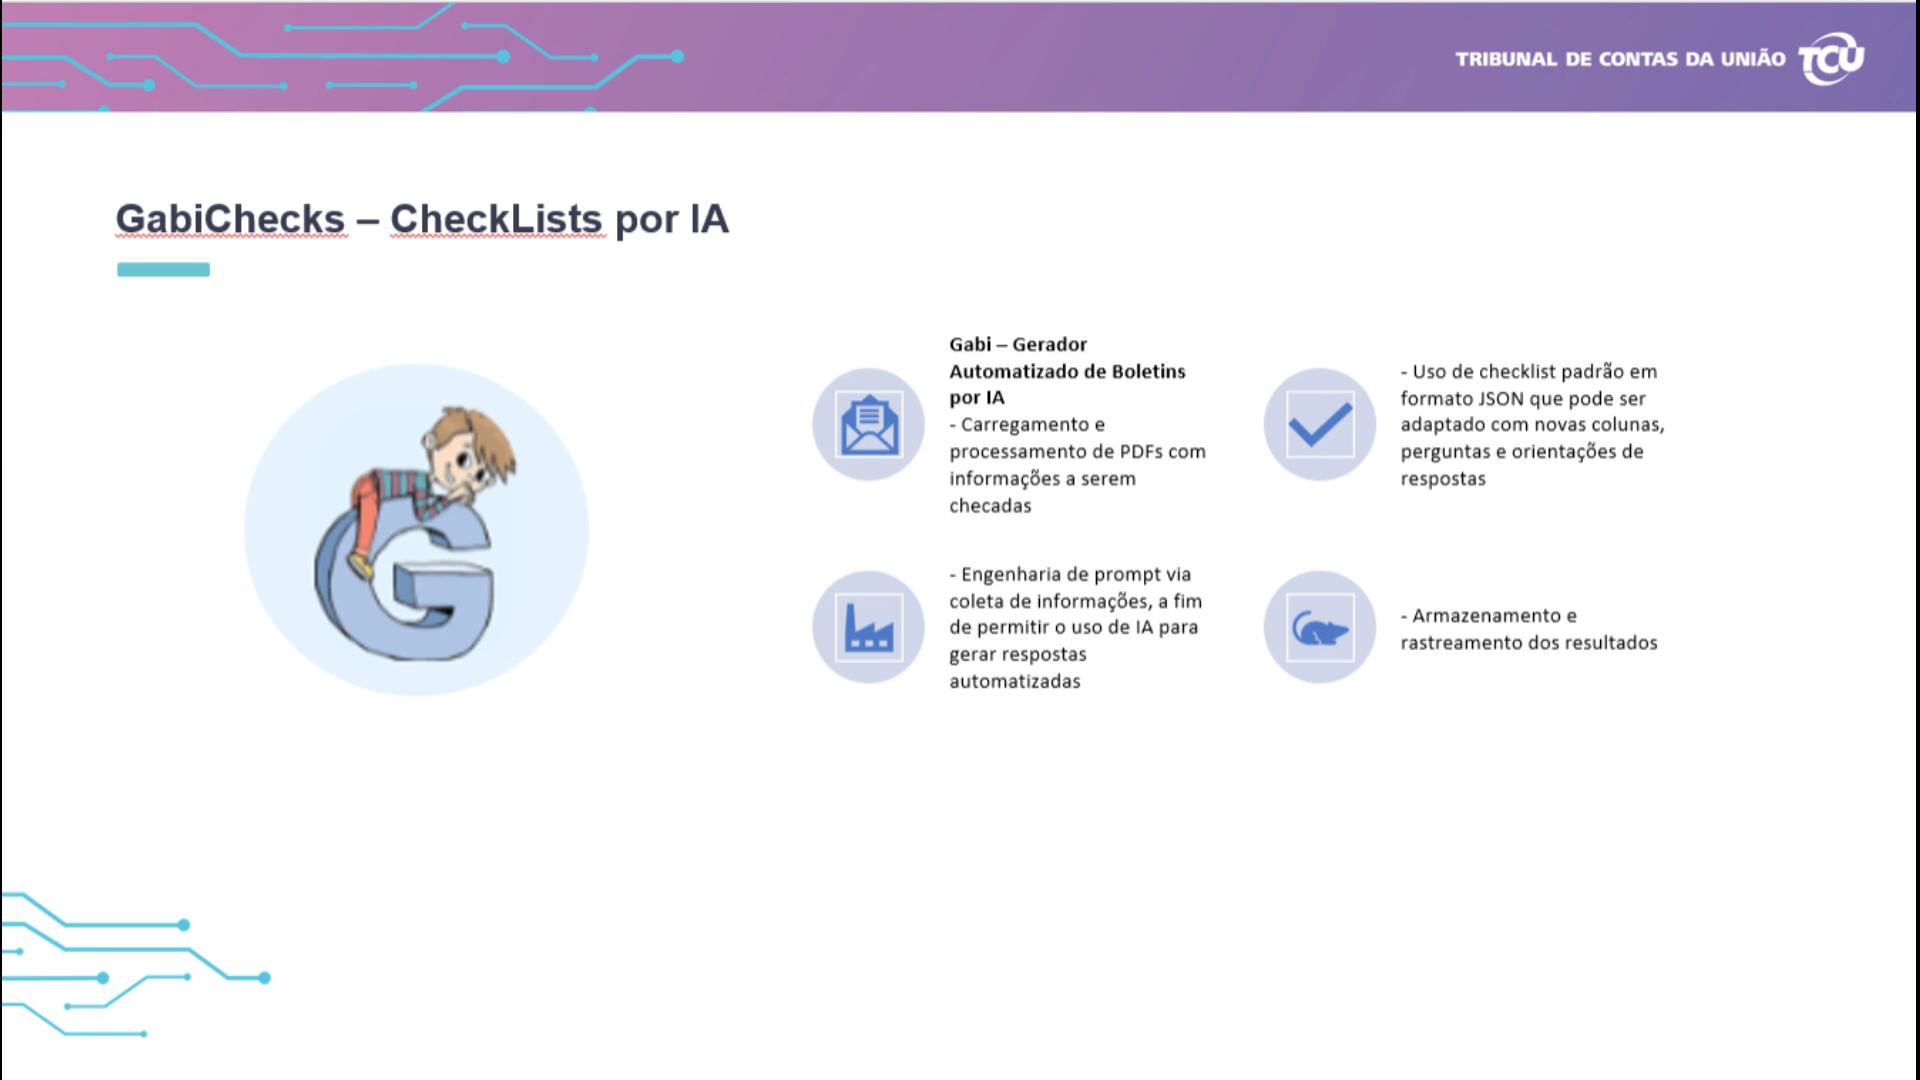 TRIBUNAL DE CONTAS DA UNIÃO TCU
GabiChecks – CheckLists por IA
Gabi – Gerador
Automatizado de Boletins
por IA
- Carregamento e
processamento de PDFs com
informações a serem
checadas
- Uso de checklist padrão em
formato JSON que pode ser
adaptado com novas colunas,
perguntas e orientações de
respostas
- Engenharia de prompt via
coleta de informações, a fim
de permitir o uso de IA para
gerar respostas
automatizadas
- Armazenamento e
rastreamento dos resultados
G